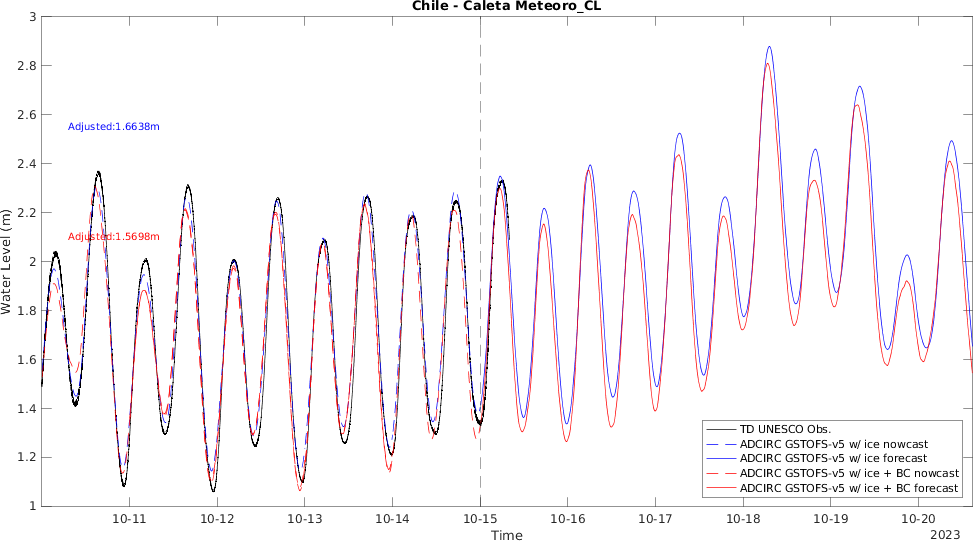 Chile - Caleta Meteoro_CL
3
2.8
2.6
2.4
2.2
2
1.8
1.6
1.4
1.2
1
Water Level (m)
Adjusted:1.6638m
Adjusted:1.5698m
TD UNESCO Obs.
ADCIRC GSTOFS-v5 w/ ice nowcast
ADCIRC GSTOFS-v5 w/ ice forecast
ADCIRC GSTOFS-v5 w/ ice + BC nowcast
ADCIRC GSTOFS-v5 w/ ice + BC forecast
10-11 10-12 10-13 10-14 10-15 10-16 10-17 10-18 10-19 10-20
Time
2023